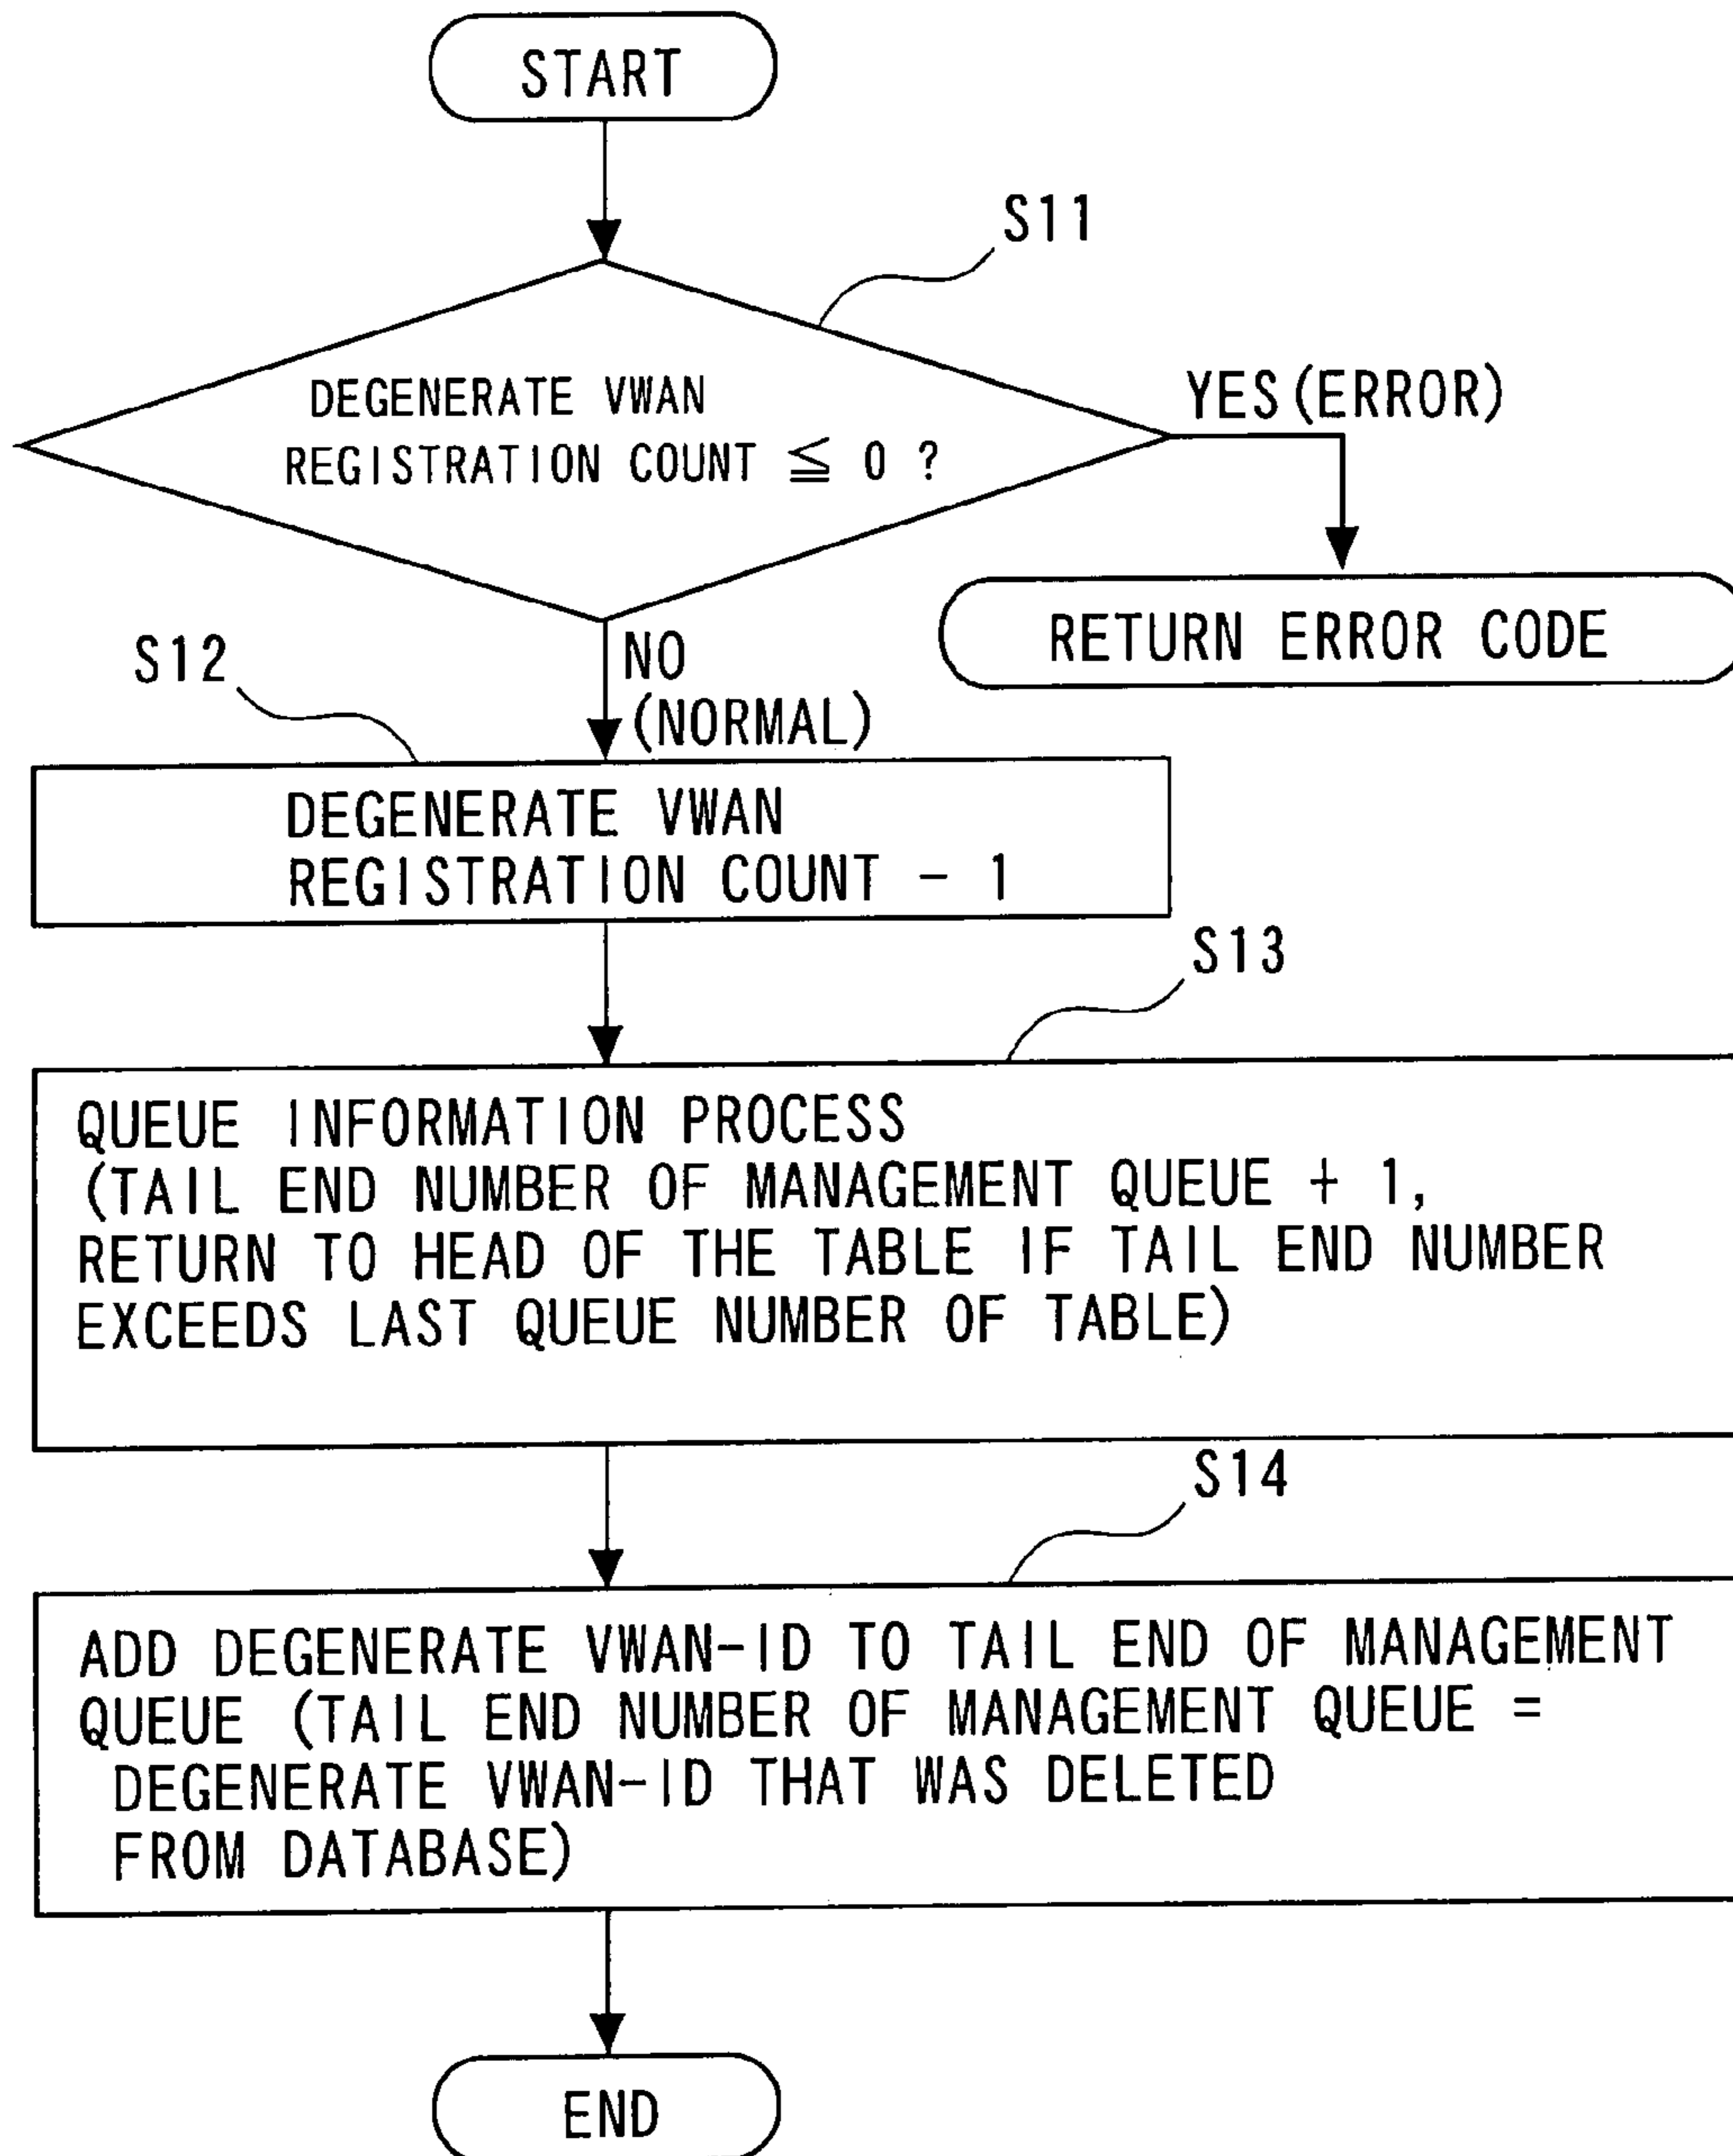 START
S11
DEGENERATE VWAN
REGISTRATION COUNT ≦ 0 ?
YES(ERROR)
RETURN ERROR CODE
S12
NO
(NORMAL)
DEGENERATE VWAN
REGISTRATION COUNT - 1
S13
QUEUE INFORMATION PROCESS
(TAIL END NUMBER OF MANAGEMENT QUEUE + 1,
RETURN TO HEAD OF THE TABLE IF TAIL END NUMBER
EXCEEDS LAST QUEUE NUMBER OF TABLE)
S14
ADD DEGENERATE VWAN-ID TO TAIL END OF MANAGEMENT
QUEUE (TAIL END NUMBER OF MANAGEMENT QUEUE =
DEGENERATE VWAN-ID THAT WAS DELETED
FROM DATABASE)
END